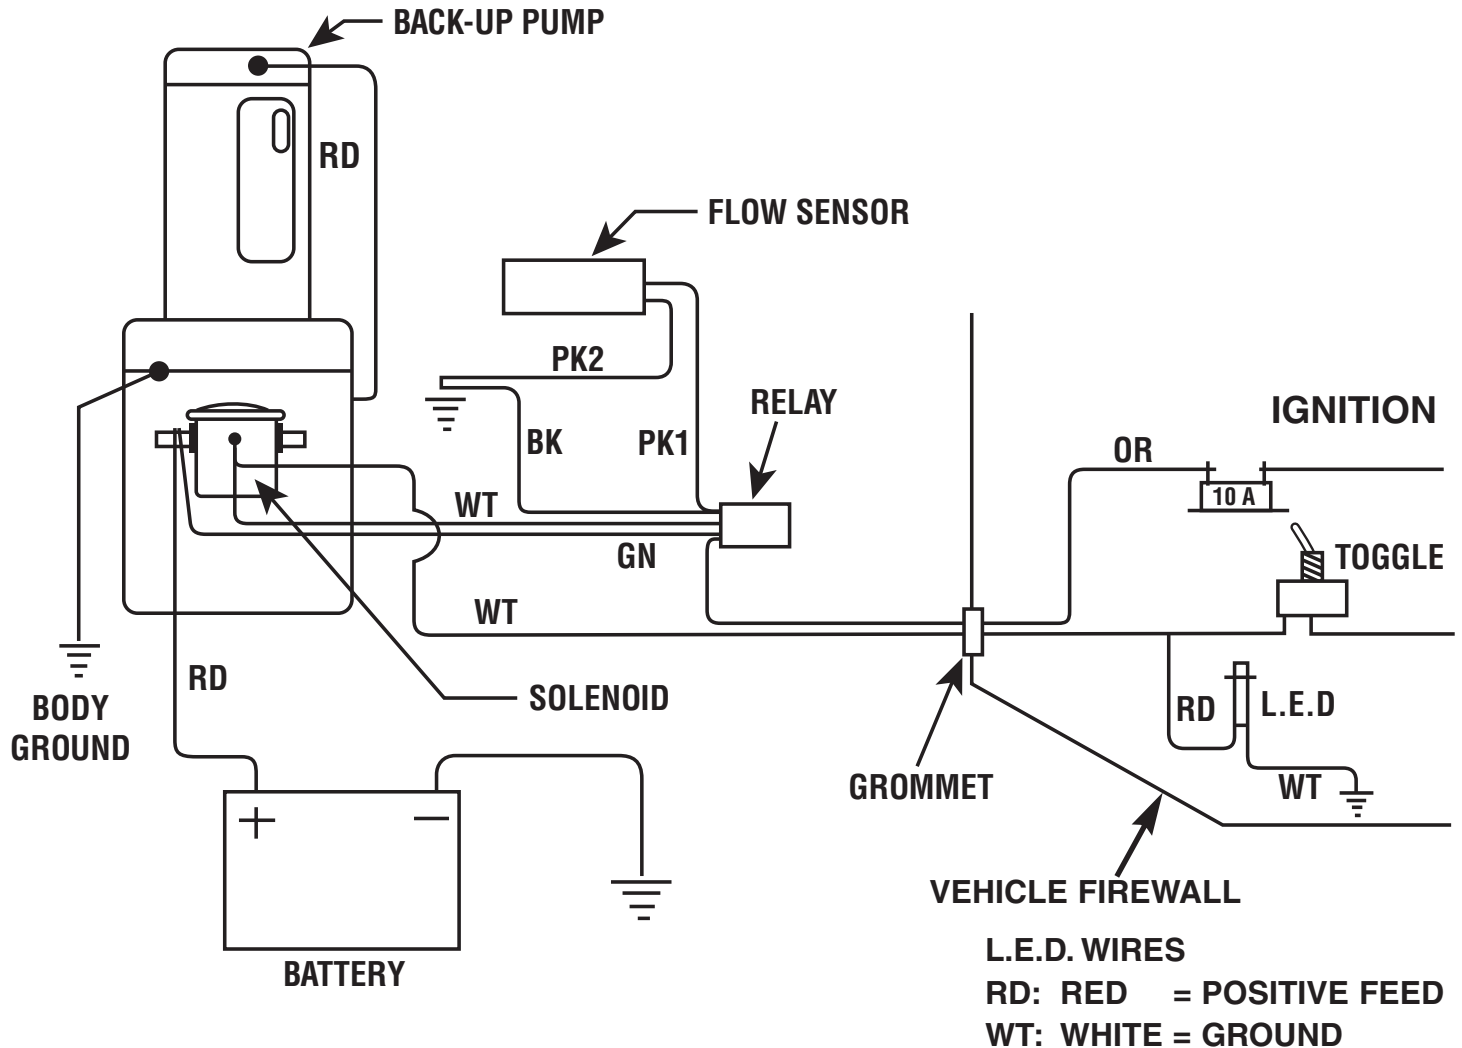 BACK-UP PUMP
RD
FLOW SENSOR
PK2
RELAY
IGNITION
BK
PK1
OR
10 A
WT
GN
TOGGLE
WT
RD
SOLENOID
BODY
GROUND
RD
L.E.D
GROMMET
WT
VEHICLE FIREWALL
BATTERY
L.E.D. WIRES
RD: RED = POSITIVE FEED
WT: WHITE = GROUND